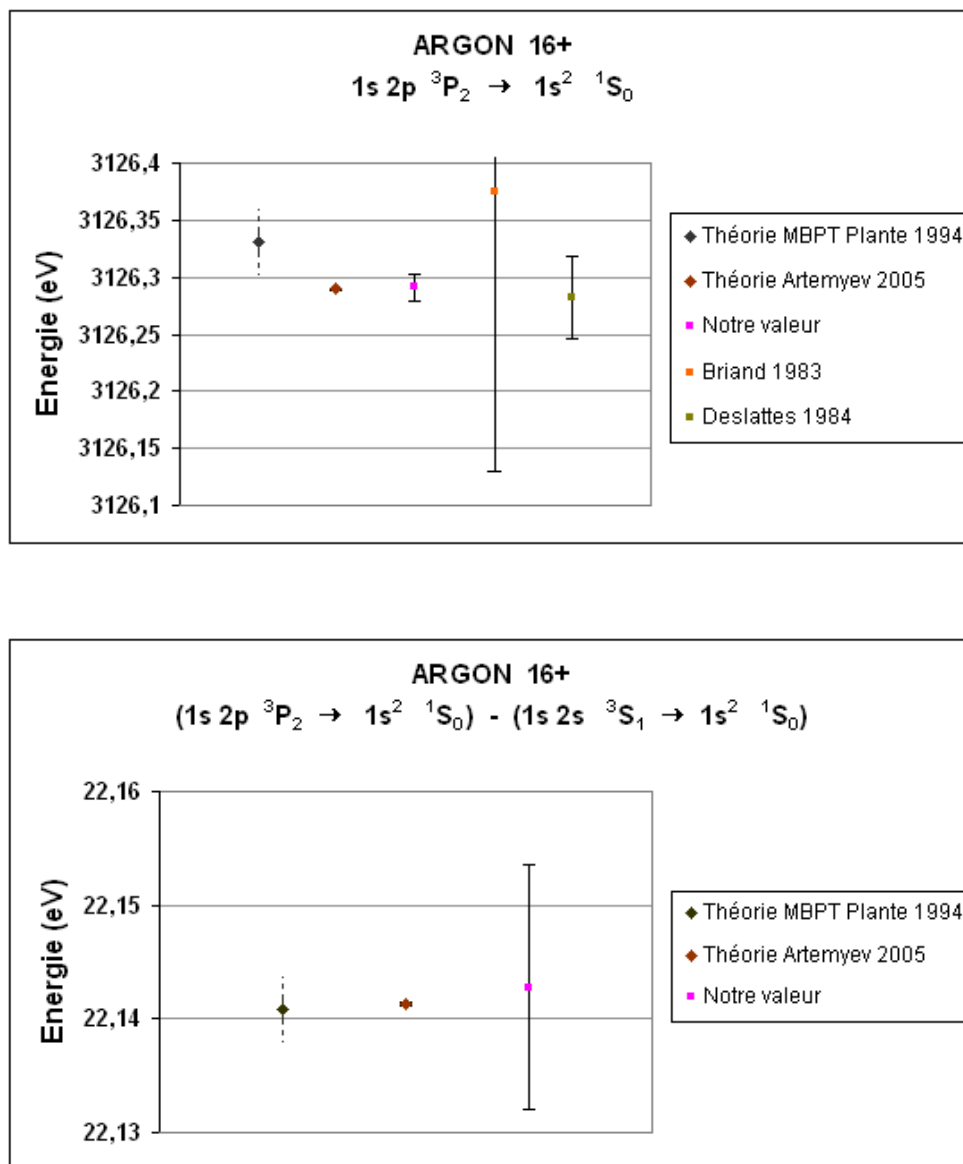 ARGON 16+
1s 2p ³P₂ → 1s² ¹S₀
Energie (eV)
3126,4
3126,35
3126,3
3126,25
3126,2
3126,15
3126,1
Théorie MBPT Plante 1994
Théorie Artemyev 2005
Notre valeur
Briand 1983
Deslattes 1984
ARGON 16+
(1s 2p ³P₂ → 1s² ¹S₀) - (1s 2s ³S₁ → 1s² ¹S₀)
Energie (eV)
22,16
22,15
22,14
22,13
Théorie MBPT Plante 1994
Théorie Artemyev 2005
Notre valeur